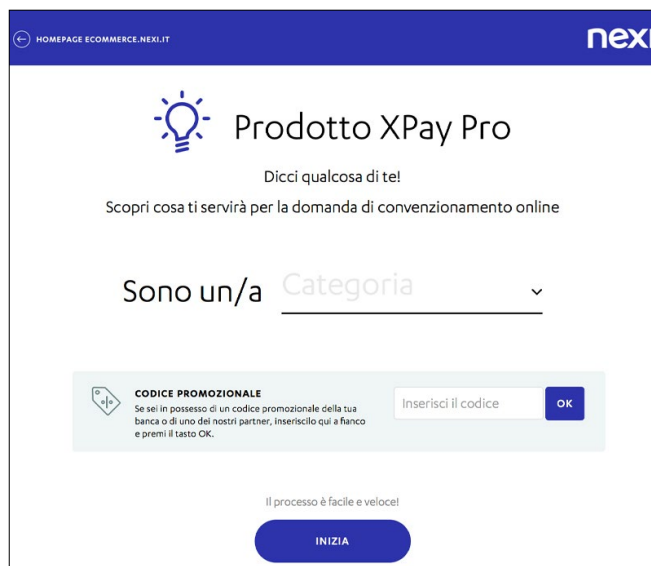 HOMEPAGE ECOMMERCE.NEXI.IT
nexi
Prodotto XPay Pro
Dicci qualcosa di te!
Scopri cosa ti servirà per la domanda di convenzionamento online
Sono un/a Categoria
CODICE PROMOZIONALE
Se sei in possesso di un codice promozionale della tua
banca o di uno dei nostri partner, inseriscilo qui a fianco
e premi il tasto OK.
Inserisci il codice
OK
Il processo è facile e veloce!
INIZIA